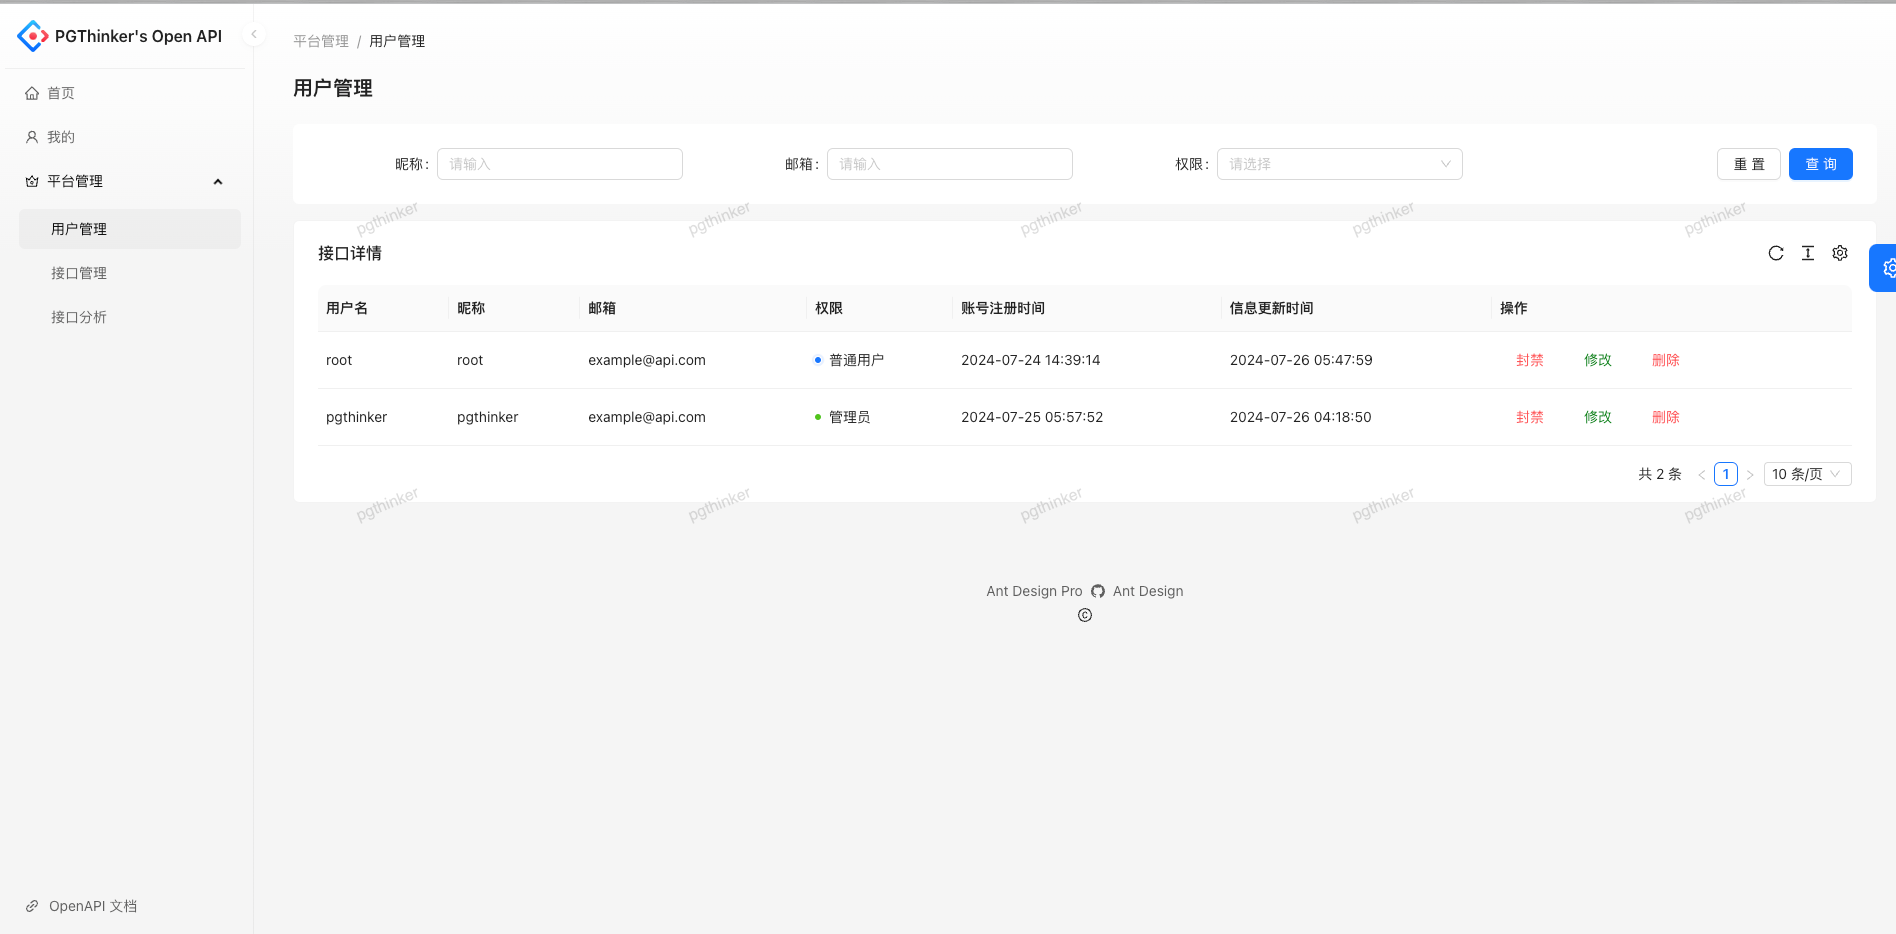 PGThinker's Open API
首页
我的
平台管理
用户管理
接口管理
接口分析
OpenAPI 文档
平台管理 / 用户管理
用户管理
昵称: 请输入 邮箱: 请输入 权限: 请选择 重 置 查 询
pgthinker pgthinker pgthinker pgthinker pgthinker
接口详情
用户名 昵称 邮箱 权限 账号注册时间 信息更新时间 操作
root root example@api.com 普通用户 2024-07-24 14:39:14 2024-07-26 05:47:59 封禁 修改 删除
pgthinker pgthinker example@api.com 管理员 2024-07-25 05:57:52 2024-07-26 04:18:50 封禁 修改 删除
共 2 条 < 1 > 10 条/页
pgthinker pgthinker pgthinker pgthinker pgthinker
Ant Design Pro Ant Design
©